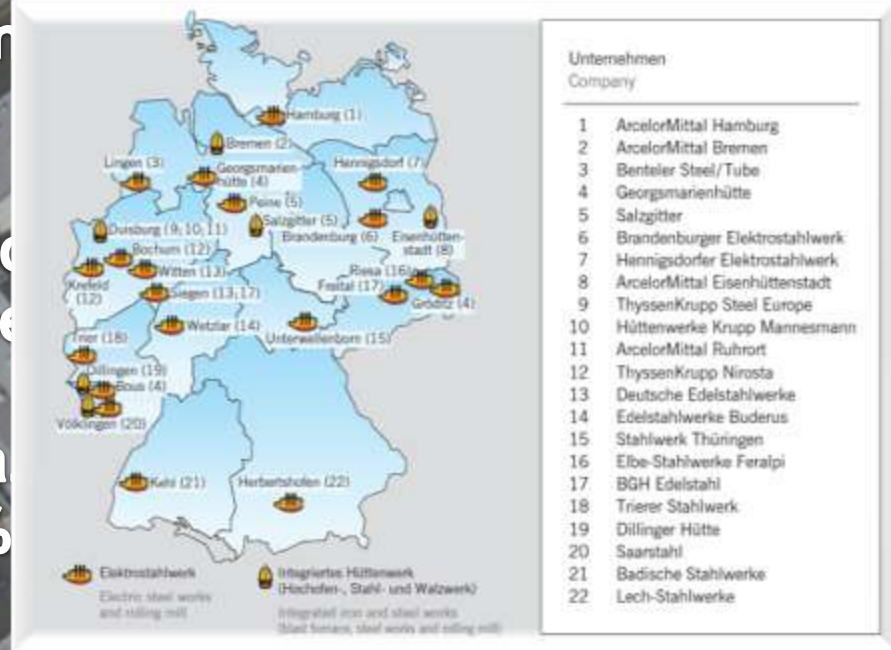 Hamburg (1)
Bremen (2)
Lingen (3)
Georgsmarien-
hütte (4)
Hennigsdorf (7)
Peine (5)
Salzgitter (5)
Brandenburg (6)
Eisenhütten-
stadt (8)
Duisburg (9; 10; 11)
Bochum (12)
Witten (13)
Krefeld
(12)
Siegen (13; 17)
Riesa (16)
Freital (17)
Gröditz (4)
Wetzlar (14)
Unterwellenborn (15)
Trier (18)
Dillingen (19)
Bous (4)
Völklingen (20)
Kehl (21)
Herbertshofen (22)
Elektrostahlwerk
Electric steel works
and rolling mill
Integriertes Hüttenwerk
(Hochofen-, Stahl- und Walzwerk)
Integrated iron and steel works
(blast furnace, steel works and rolling mill)
Unternehmen
Company
1 ArcelorMittal Hamburg
2 ArcelorMittal Bremen
3 Benteler Steel/Tube
4 Georgsmarienhütte
5 Salzgitter
6 Brandenburger Elektrostahlwerk
7 Hennigsdorfer Elektrostahlwerk
8 ArcelorMittal Eisenhüttenstadt
9 ThyssenKrupp Steel Europe
10 Hüttenwerke Krupp Mannesmann
11 ArcelorMittal Ruhrort
12 ThyssenKrupp Nirosta
13 Deutsche Edelstahlwerke
14 Edelstahlwerke Buderus
15 Stahlwerk Thüringen
16 Elbe-Stahlwerke Feralpi
17 BGH Edelstahl
18 Trierer Stahlwerk
19 Dillinger Hütte
20 Saarstahl
21 Badische Stahlwerke
22 Lech-Stahlwerke